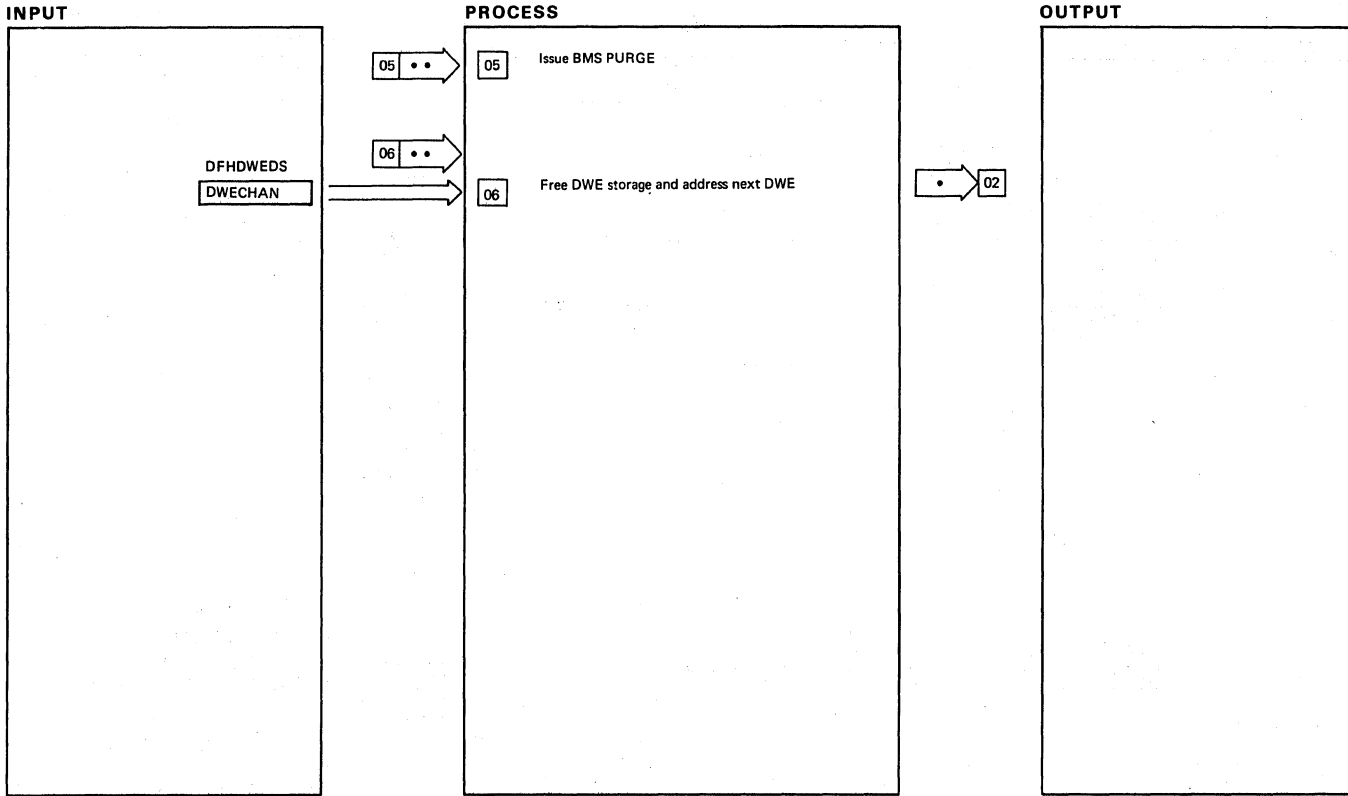 INPUT
PROCESS
OUTPUT
05 • •
05 Issue BMS PURGE
06 • •
DFHDWEDS
DWECHAN
06 Free DWE storage and address next DWE
• 02